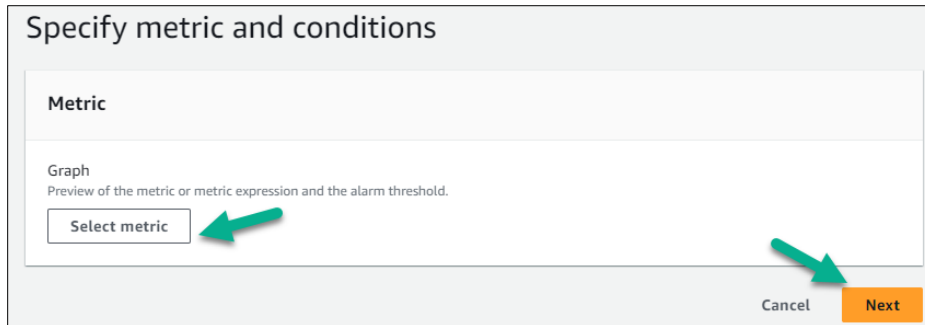 Specify metric and conditions
Metric
Graph
Preview of the metric or metric expression and the alarm threshold.
Select metric
Cancel Next